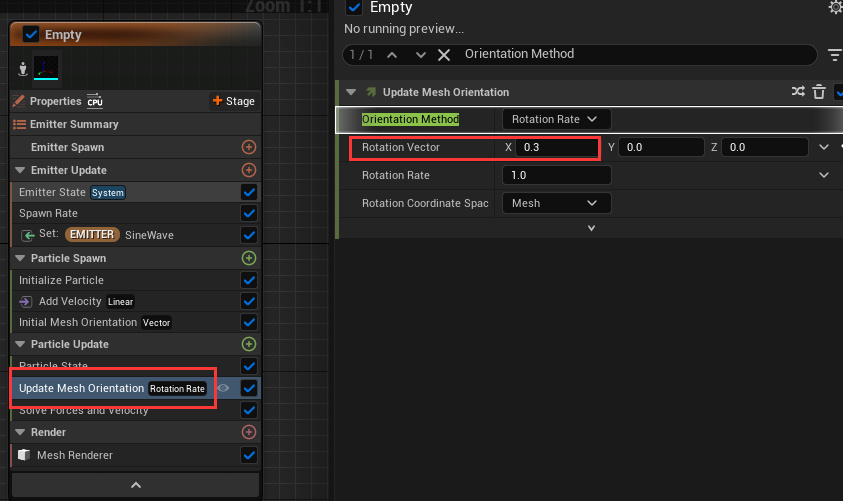 Zoom 1:1
Empty
Properties CPU + Stage
Emitter Summary
Emitter Spawn
Emitter Update
Emitter State System
Spawn Rate
Set: EMITTER SineWave
Particle Spawn
Initialize Particle
Add Velocity Linear
Initial Mesh Orientation Vector
Particle Update
Particle State
Update Mesh Orientation Rotation Rate
Solve Forces and Velocity
Render
Mesh Renderer
Empty
No running preview...
1 / 1 Orientation Method
Update Mesh Orientation
Orientation Method Rotation Rate
Rotation Vector X 0.3 Y 0.0 Z 0.0
Rotation Rate 1.0
Rotation Coordinate Spac Mesh